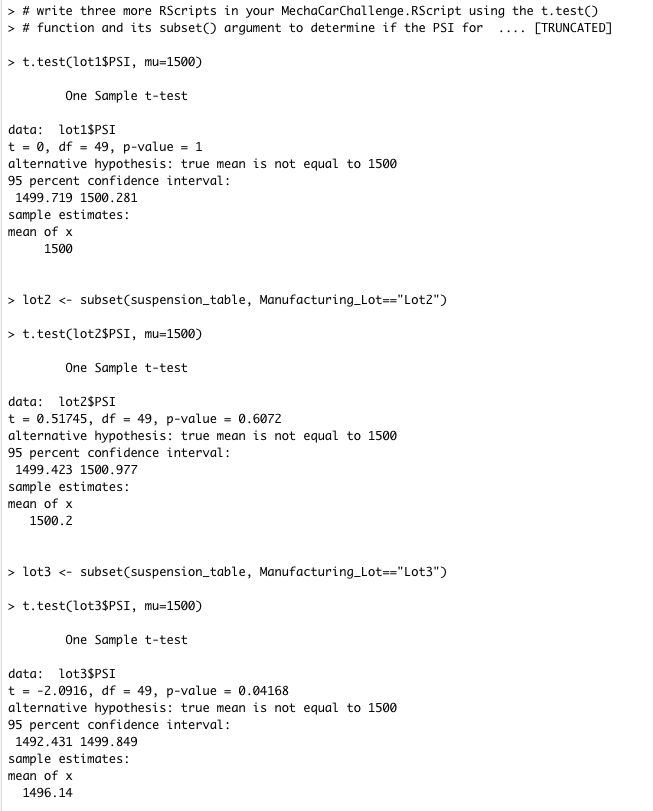 > # write three more RScripts in your MechaCarChallenge.RScript using the t.test()
> # function and its subset() argument to determine if the PSI for  .... [TRUNCATED]
> t.test(lot1$PSI, mu=1500)
One Sample t-test
data:  lot1$PSI
t = 0, df = 49, p-value = 1
alternative hypothesis: true mean is not equal to 1500
95 percent confidence interval:
1499.719 1500.281
sample estimates:
mean of x
1500
> lot2 <- subset(suspension_table, Manufacturing_Lot=="Lot2")
> t.test(lot2$PSI, mu=1500)
One Sample t-test
data:  lot2$PSI
t = 0.51745, df = 49, p-value = 0.6072
alternative hypothesis: true mean is not equal to 1500
95 percent confidence interval:
1499.423 1500.977
sample estimates:
mean of x
1500.2
> lot3 <- subset(suspension_table, Manufacturing_Lot=="Lot3")
> t.test(lot3$PSI, mu=1500)
One Sample t-test
data:  lot3$PSI
t = -2.0916, df = 49, p-value = 0.04168
alternative hypothesis: true mean is not equal to 1500
95 percent confidence interval:
1492.431 1499.849
sample estimates:
mean of x
1496.14